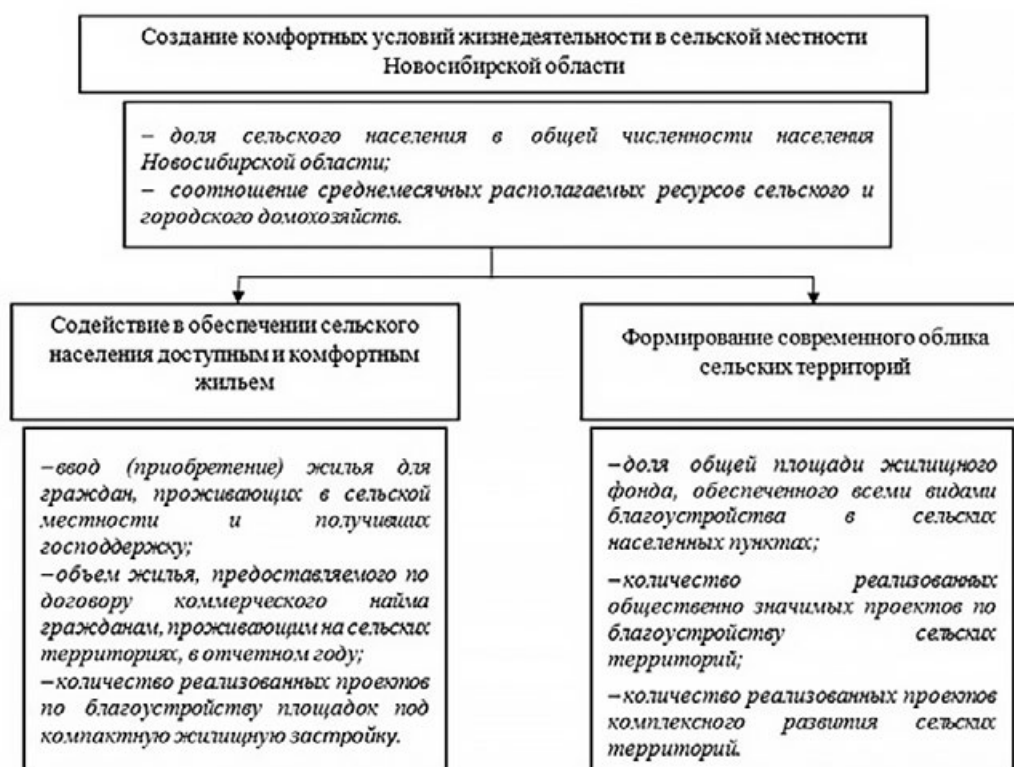 Создание комфортных условий жизнедеятельности в сельской местности
Новосибирской области
– доля сельского населения в общей численности населения
Новосибирской области;
– соотношение среднемесячных располагаемых ресурсов сельского и
городского домохозяйств.
Содействие в обеспечении сельского
населения доступным и комфортным
жильем
–ввод (приобретение) жилья для
граждан, проживающих в сельской
местности и получивших
господдержку;
–объем жилья, предоставляемого по
договору коммерческого найма
гражданам, проживающим на сельских
территориях, в отчетном году;
–количество реализованных проектов
по благоустройству площадок под
компактную жилищную застройку.
Формирование современного облика
сельских территорий
–доля общей площади жилищного
фонда, обеспеченного всеми видами
благоустройства в сельских
населенных пунктах;
–количество реализованных
общественно значимых проектов по
благоустройству сельских
территорий;
–количество реализованных проектов
комплексного развития сельских
территорий.